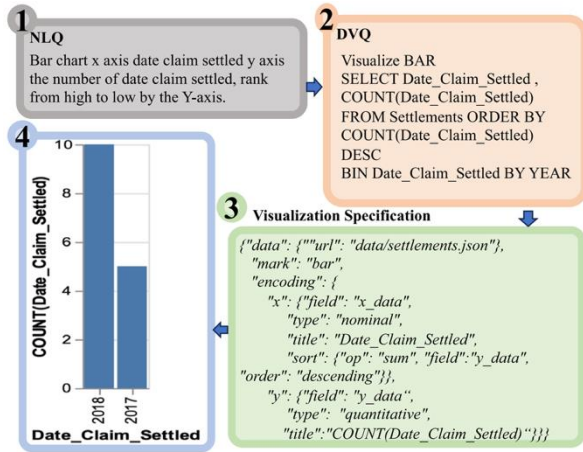 1
NLQ
Bar chart x axis date claim settled y axis
the number of date claim settled, rank
from high to low by the Y-axis.
2
DVQ
Visualize BAR
SELECT Date_Claim_Settled ,
COUNT(Date_Claim_Settled)
FROM Settlements ORDER BY
COUNT(Date_Claim_Settled)
DESC
BIN Date_Claim_Settled BY YEAR
3
Visualization Specification
{"data": {""url": "data/settlements.json"},
"mark": "bar",
"encoding": {
"x": {"field": "x_data",
"type": "nominal",
"title": "Date_Claim_Settled",
"sort": {"op": "sum", "field":"y_data",
"order": "descending"}},
"y": {"field": "y_data“,
"type": "quantitative",
"title":"COUNT(Date_Claim_Settled)“}}}
4
COUNT(Date_Claim_Settled)
10
8
6
4
2
0
2018
2017
Date_Claim_Settled